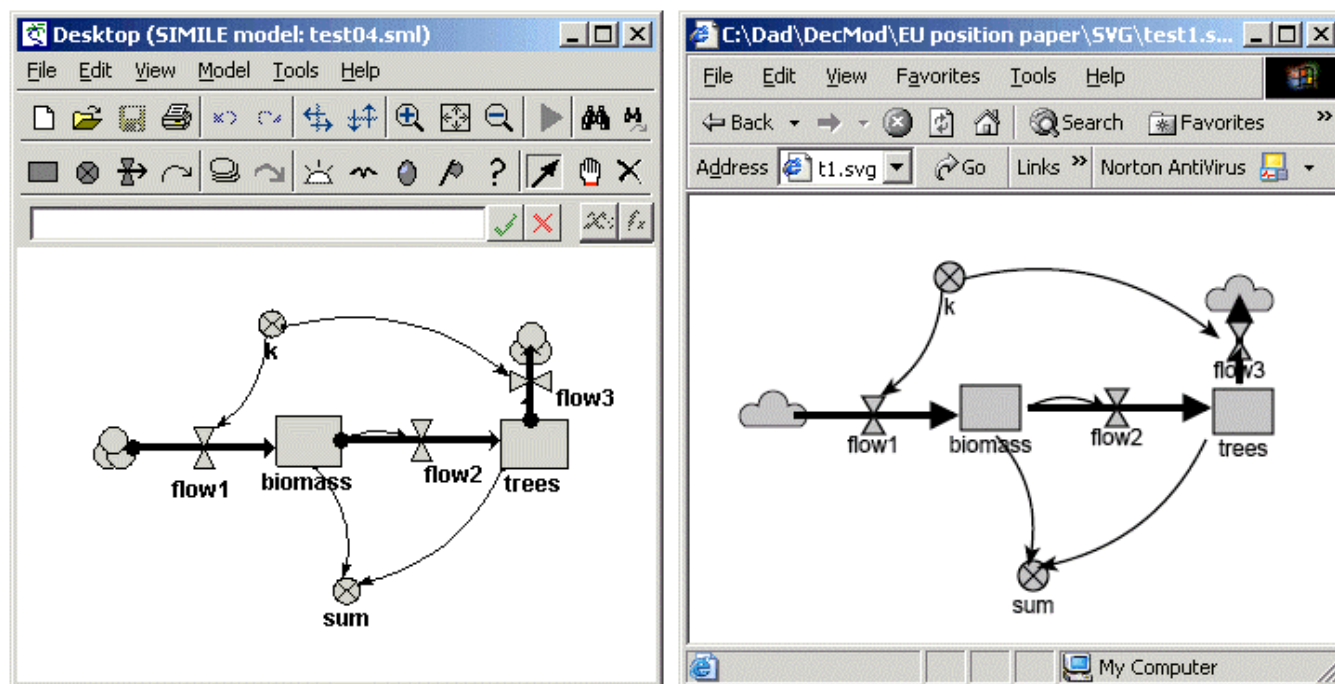 Desktop (SIMILE model: test04.sml)
File Edit View Model Tools Help
?
k
flow3
flow1
biomass
flow2
trees
sum
C:\Dad\DecMod\EU position paper\SVG\test1.s...
File Edit View Favorites Tools Help
Back Search Favorites »
Address t1.svg Go Links » Norton AntiVirus
k
flow3
flow1
biomass
flow2
trees
sum
My Computer